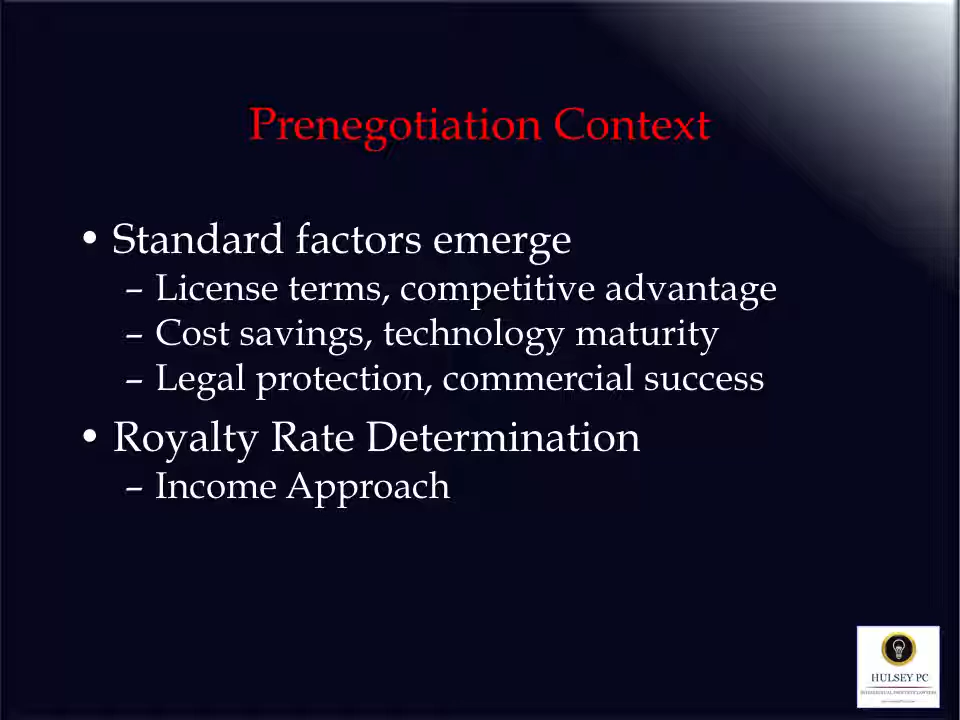 Prenegotiation Context
• Standard factors emerge
– License terms, competitive advantage
– Cost savings, technology maturity
– Legal protection, commercial success
• Royalty Rate Determination
– Income Approach
HULSEY PC